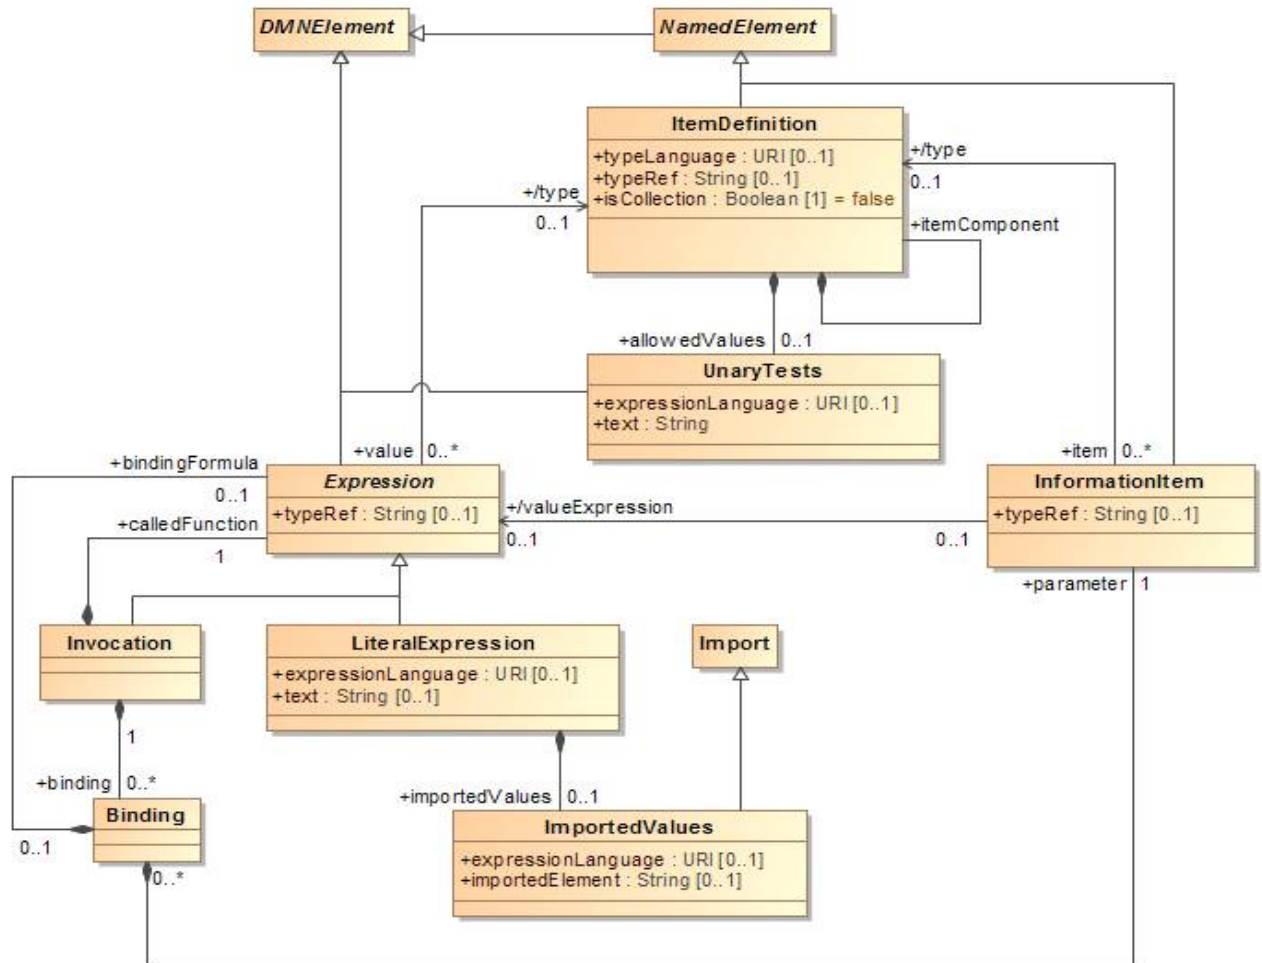 DMNElement
NamedElement
ItemDefinition
+typeLanguage : URI [0..1]
+typeRef : String [0..1]
+isCollection : Boolean [1] = false
+/type
0..1
+/type
0..1
+itemComponent
+allowedValues 0..1
UnaryTests
+expressionLanguage : URI [0..1]
+text : String
+value 0..*
+item 0..*
+bindingFormula
0..1
Expression
+typeRef : String [0..1]
InformationItem
+typeRef : String [0..1]
+/valueExpression
0..1
0..1
+calledFunction
1
+parameter 1
Invocation
LiteralExpression
+expressionLanguage : URI [0..1]
+text : String [0..1]
Import
1
+binding 0..*
+importedValues 0..1
Binding
0..1
0..*
ImportedValues
+expressionLanguage : URI [0..1]
+importedElement : String [0..1]